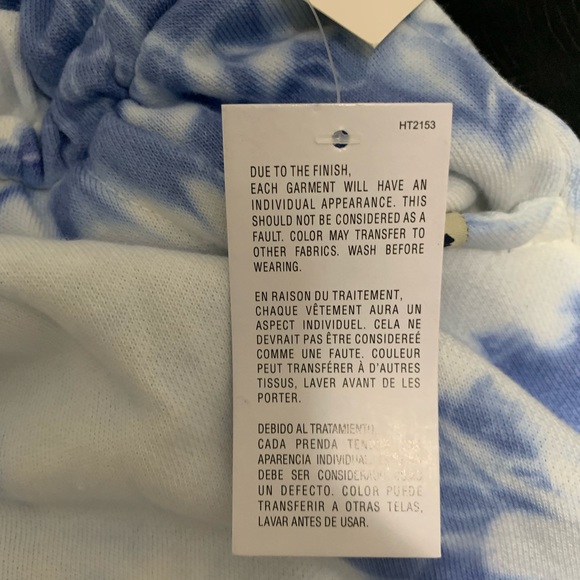 HT2153
DUE TO THE FINISH,
EACH GARMENT WILL HAVE AN
INDIVIDUAL APPEARANCE. THIS
SHOULD NOT BE CONSIDERED AS A
FAULT. COLOR MAY TRANSFER TO
OTHER FABRICS. WASH BEFORE
WEARING.
EN RAISON DU TRAITEMENT,
CHAQUE VÊTEMENT AURA UN
ASPECT INDIVIDUEL. CELA NE
DEVRAIT PAS ÊTRE CONSIDEREÉ
COMME UNE FAUTE. COULEUR
PEUT TRANSFÉRER À D'AUTRES
TISSUS, LAVER AVANT DE LES
PORTER.
DEBIDO AL TRATAMIENTO
CADA PRENDA
APARENCIA INDIVIDUAL
DEBE SER
UN DEFECTO. COLOR PUEDE
TRANSFERIR A OTRAS TELAS,
LAVAR ANTES DE USAR.